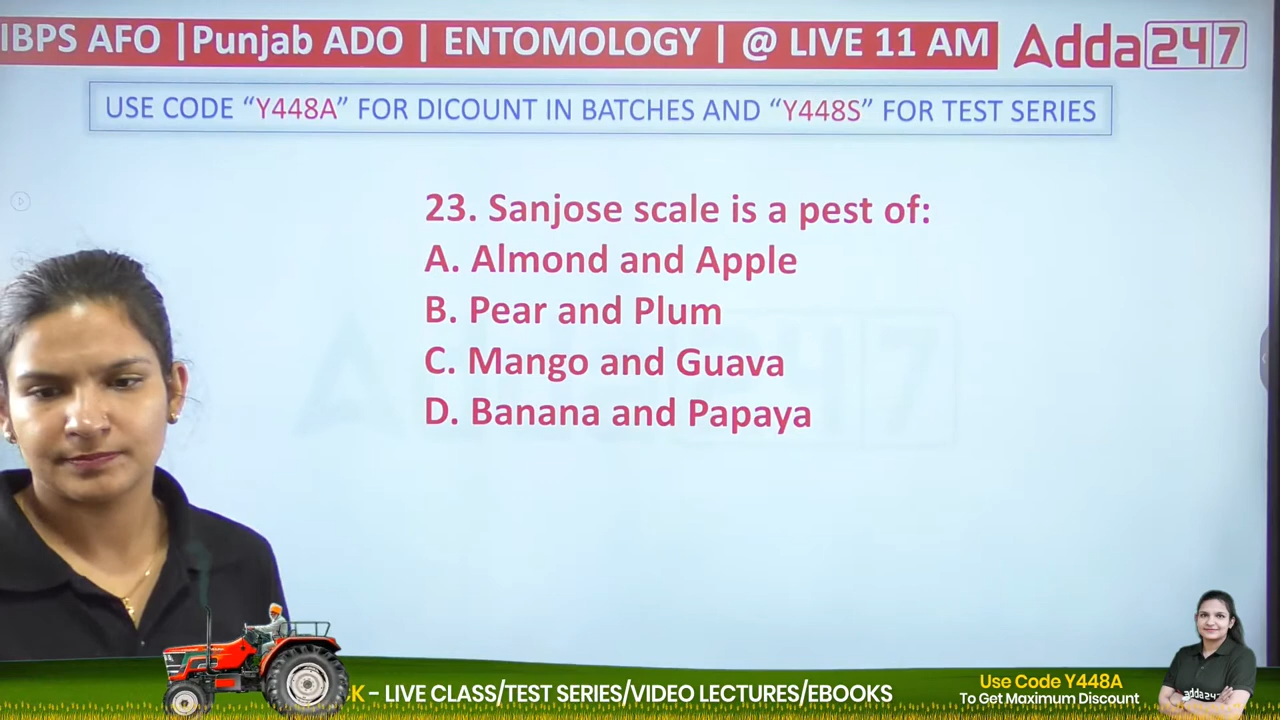 IBPS AFO |Punjab ADO | ENTOMOLOGY | @ LIVE 11 AM
Adda247
USE CODE “Y448A” FOR DICOUNT IN BATCHES AND “Y448S” FOR TEST SERIES
23. Sanjose scale is a pest of:
A. Almond and Apple
B. Pear and Plum
C. Mango and Guava
D. Banana and Papaya
K - LIVE CLASS/TEST SERIES/VIDEO LECTURES/EBOOKS
Use Code Y448A
To Get Maximum Discount
adda247